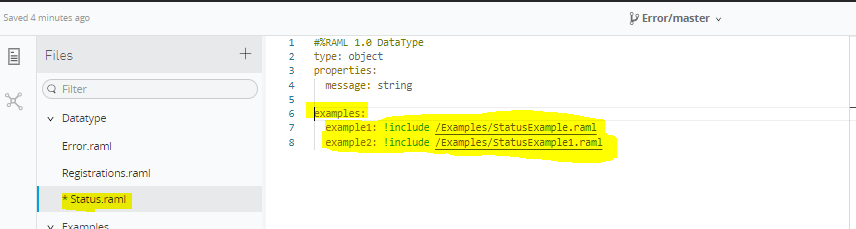 Saved 4 minutes ago
Error/master
Files
+
Filter
Datatype
Error.raml
Registrations.raml
* Status.raml
Examples
1 #%RAML 1.0 DataType
2 type: object
3 properties:
4 message: string
5
6 examples:
7 example1: !include /Examples/StatusExample.raml
8 example2: !include /Examples/StatusExample1.raml